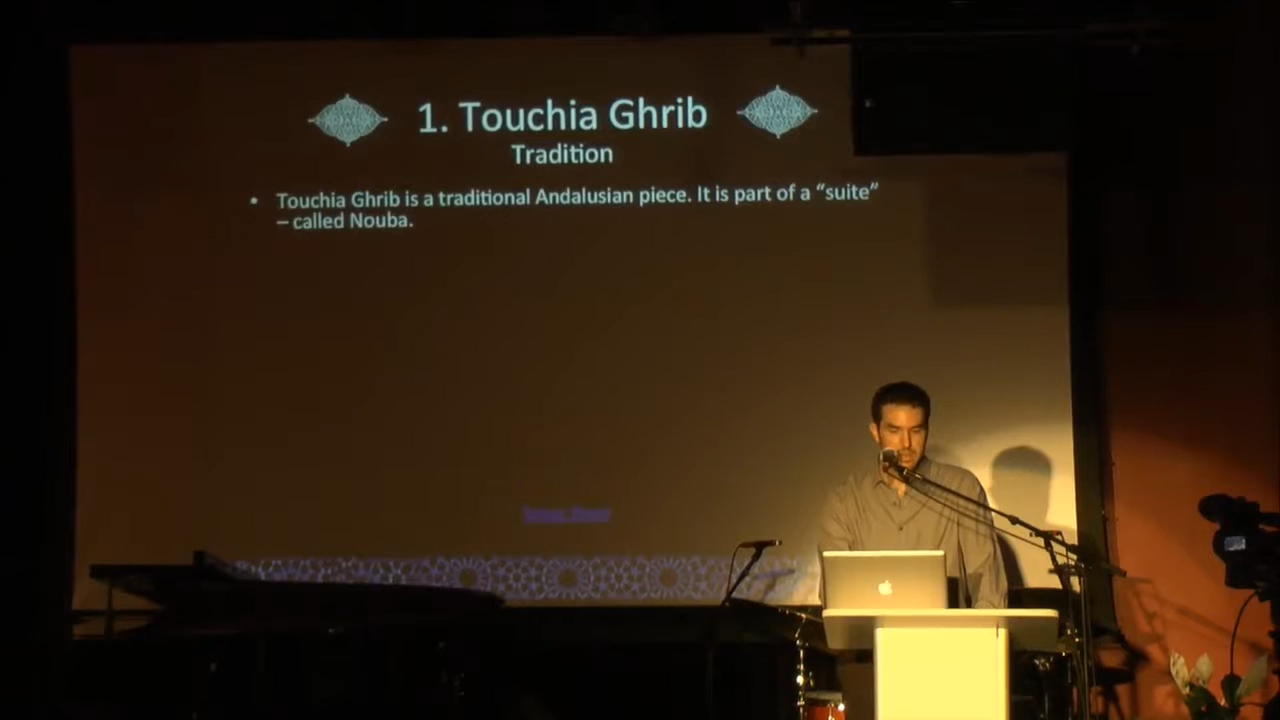 1. Touchia Ghrib
Tradition
• Touchia Ghrib is a traditional Andalusian piece. It is part of a “suite”
– called Nouba.